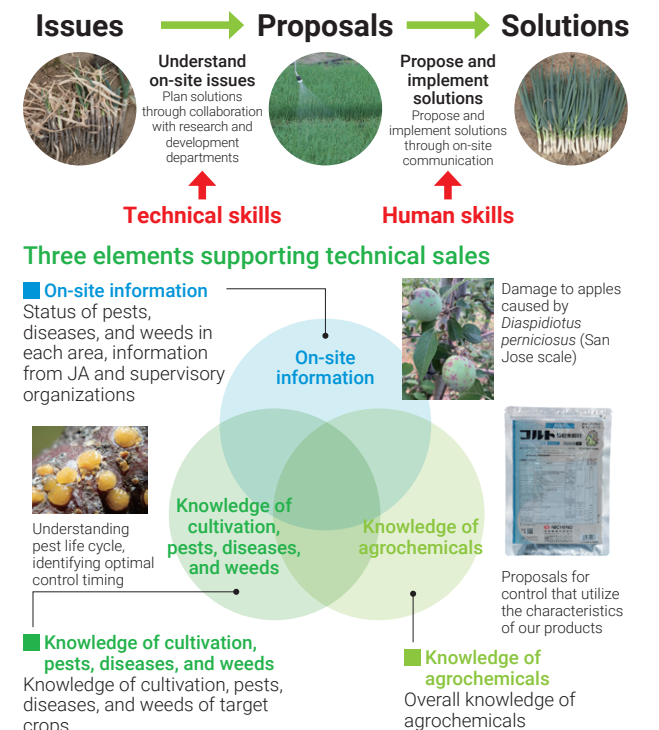 Issues
Proposals
Solutions
Understand
on-site issues
Plan solutions
through collaboration
with research and
development
departments
Propose and
implement
solutions
Propose and
implement solutions
through on-site
communication
Technical skills
Human skills
Three elements supporting technical sales
On-site information
Status of pests,
diseases, and weeds in
each area, information
from JA and supervisory
organizations
On-site
information
Damage to apples
caused by
Diaspidiotus
perniciosus (San
Jose scale)
Understanding
pest life cycle,
identifying optimal
control timing
Knowledge of
cultivation,
pests, diseases,
and weeds
Knowledge of
agrochemicals
コルト
NICHINO
Proposals for
control that utilize
the characteristics
of our products
Knowledge of cultivation,
pests, diseases, and weeds
Knowledge of cultivation, pests,
diseases, and weeds of target
crops
Knowledge of
agrochemicals
Overall knowledge of
agrochemicals